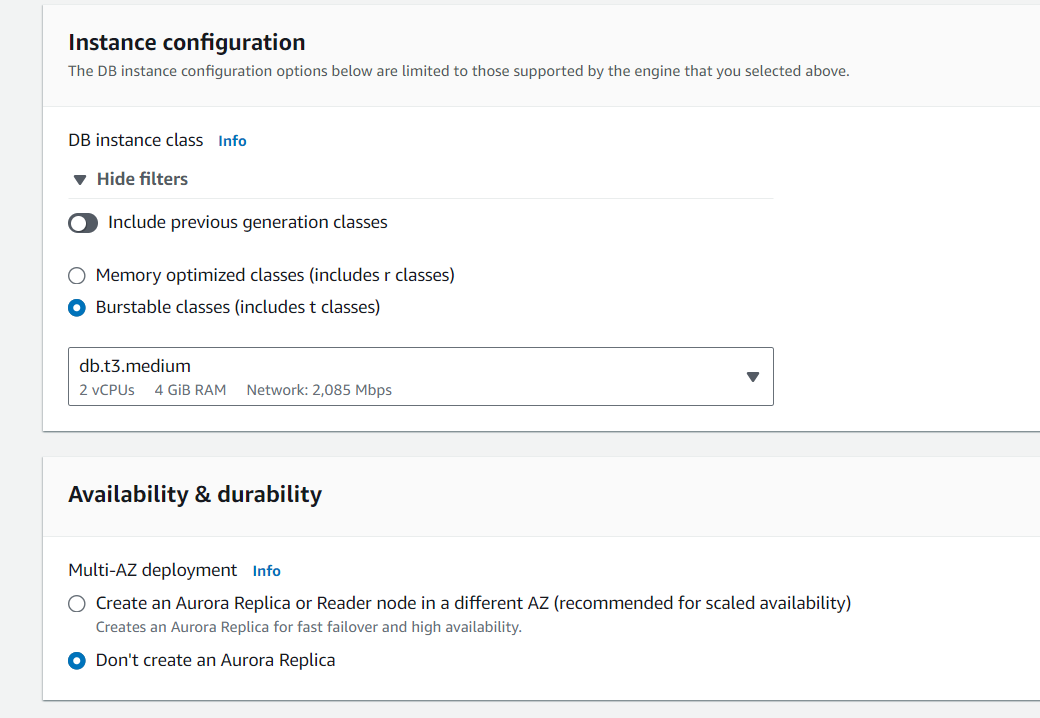 Instance configuration
The DB instance configuration options below are limited to those supported by the engine that you selected above.
DB instance class Info
Hide filters
Include previous generation classes
Memory optimized classes (includes r classes)
Burstable classes (includes t classes)
db.t3.medium
2 vCPUs 4 GiB RAM Network: 2,085 Mbps
Availability & durability
Multi-AZ deployment Info
Create an Aurora Replica or Reader node in a different AZ (recommended for scaled availability)
Creates an Aurora Replica for fast failover and high availability.
Don't create an Aurora Replica